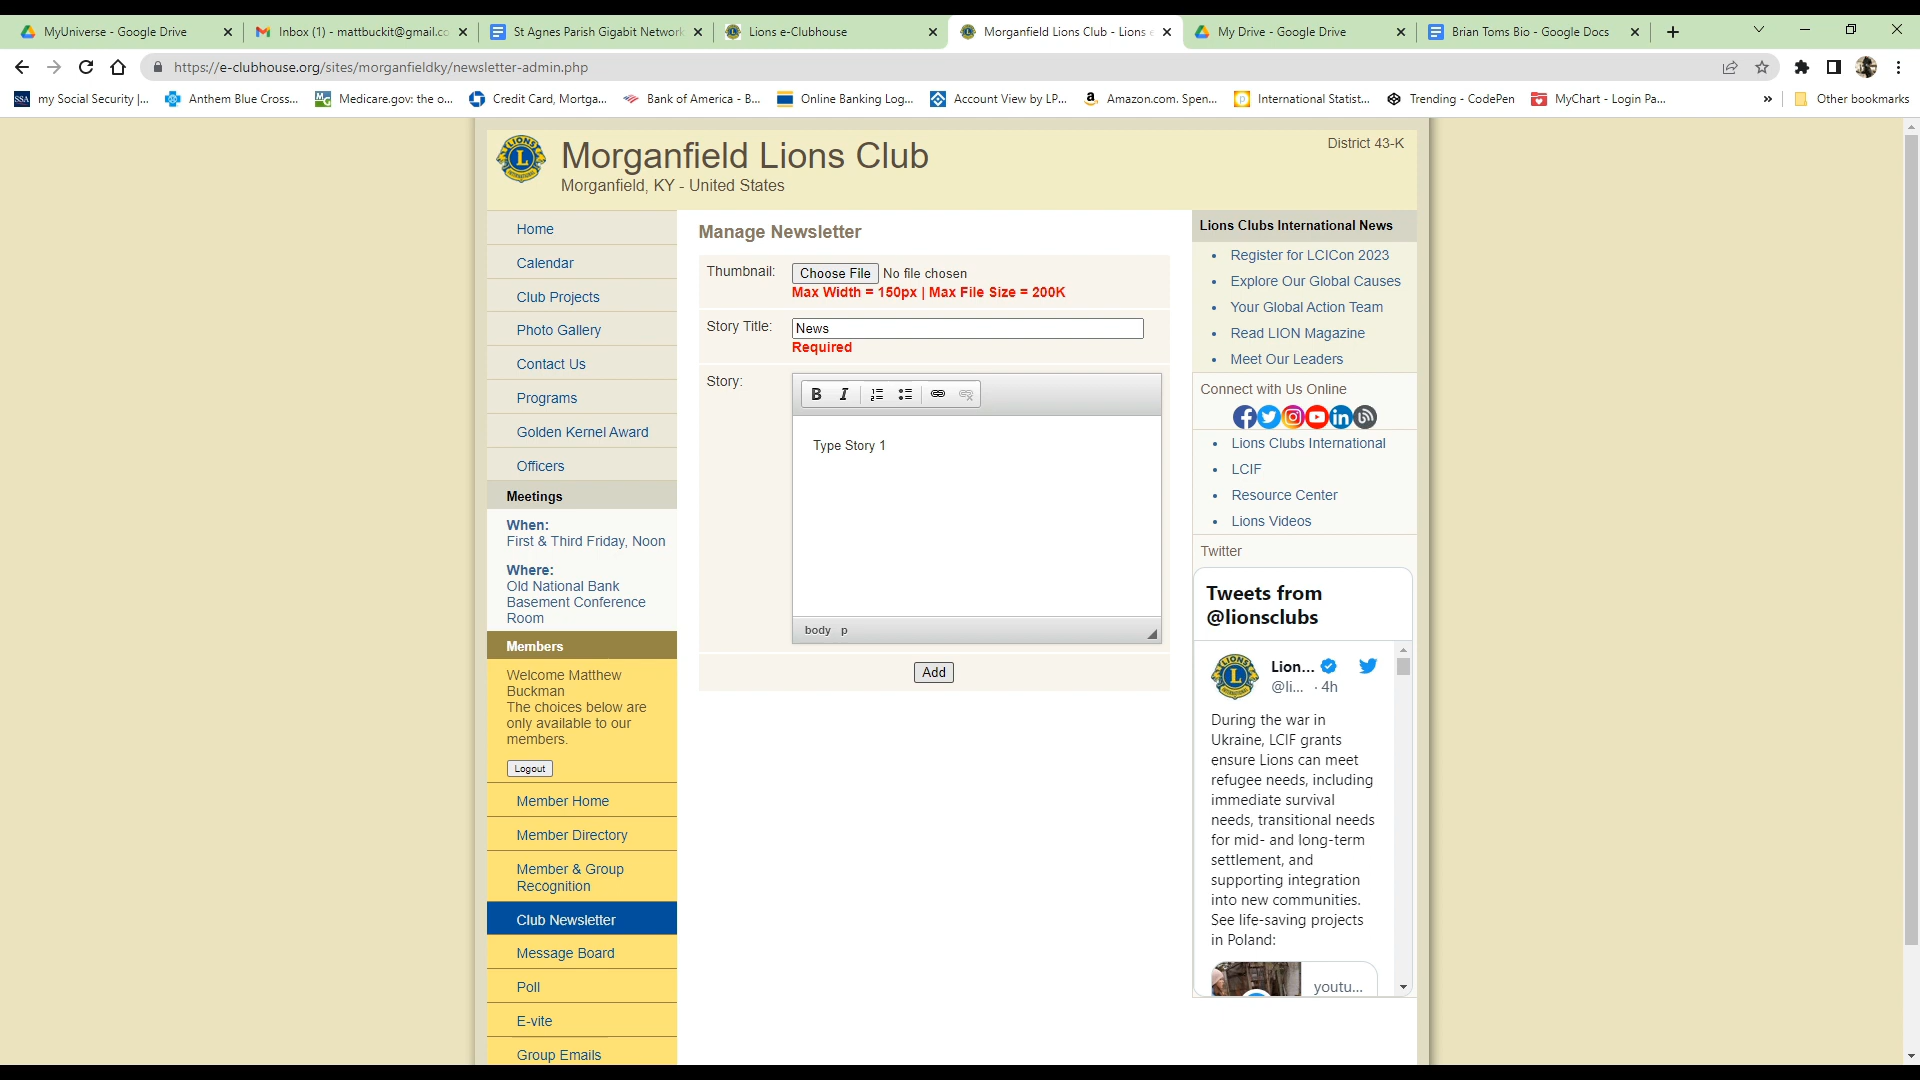 MyUniverse - Google Drive
Inbox (1) - mattbuckit@gmail.co
St Agnes Parish Gigabit Network
Lions e-Clubhouse
Morganfield Lions Club - Lions e
My Drive - Google Drive
Brian Toms Bio - Google Docs
https://e-clubhouse.org/sites/morganfieldky/newsletter-admin.php
SSA my Social Security |...
Anthem Blue Cross...
MG Medicare.gov: the o...
Credit Card, Mortga...
Bank of America - B...
Online Banking Log...
Account View by LP...
a Amazon.com. Spen...
International Statist...
Trending - CodePen
MyChart - Login Pa...
» Other bookmarks
LIONS L INTERNATIONAL
Morganfield Lions Club
Morganfield, KY - United States
District 43-K
Home
Calendar
Club Projects
Photo Gallery
Contact Us
Programs
Golden Kernel Award
Officers
Meetings
When:
First & Third Friday, Noon
Where:
Old National Bank
Basement Conference
Room
Members
Welcome Matthew
Buckman
The choices below are
only available to our
members.
Logout
Member Home
Member Directory
Member & Group
Recognition
Club Newsletter
Message Board
Poll
E-vite
Group Emails
Manage Newsletter
Thumbnail: Choose File No file chosen
Max Width = 150px | Max File Size = 200K
Story Title: News
Required
Story:
B I
Type Story 1
body p
Add
Lions Clubs International News
• Register for LCICon 2023
• Explore Our Global Causes
• Your Global Action Team
• Read LION Magazine
• Meet Our Leaders
Connect with Us Online
• Lions Clubs International
• LCIF
• Resource Center
• Lions Videos
Twitter
Tweets from
@lionsclubs
Lion...
@li... · 4h
During the war in
Ukraine, LCIF grants
ensure Lions can meet
refugee needs, including
immediate survival
needs, transitional needs
for mid- and long-term
settlement, and
supporting integration
into new communities.
See life-saving projects
in Poland:
youtu...